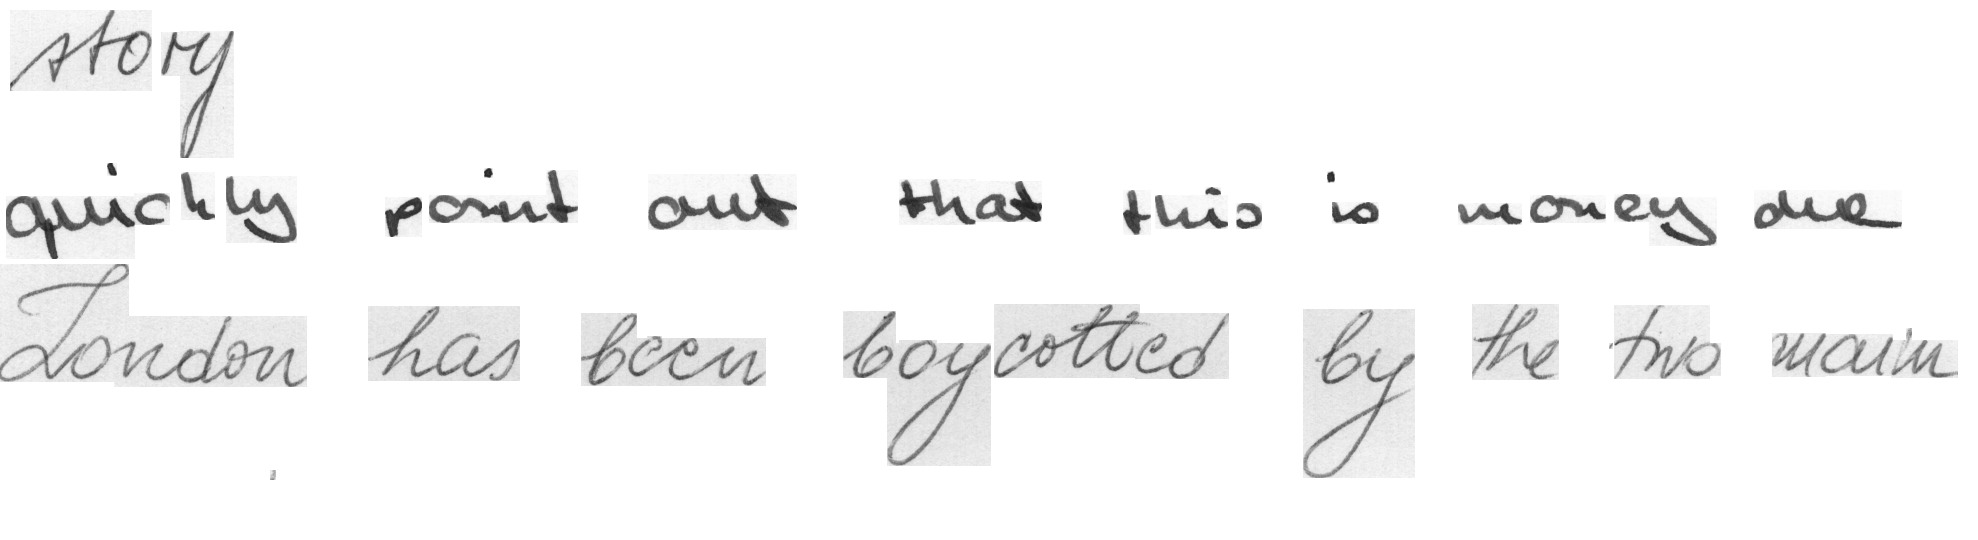 story
quickly point out that this is money due
London has been boycotted by the two main